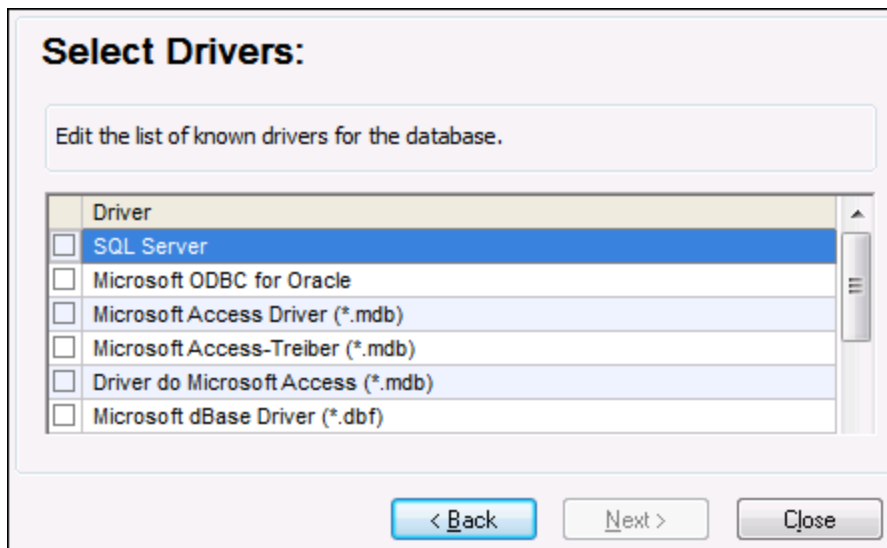 Select Drivers:
Edit the list of known drivers for the database.
Driver
SQL Server
Microsoft ODBC for Oracle
Microsoft Access Driver (*.mdb)
Microsoft Access-Treiber (*.mdb)
Driver do Microsoft Access (*.mdb)
Microsoft dBase Driver (*.dbf)
< Back Next > Close